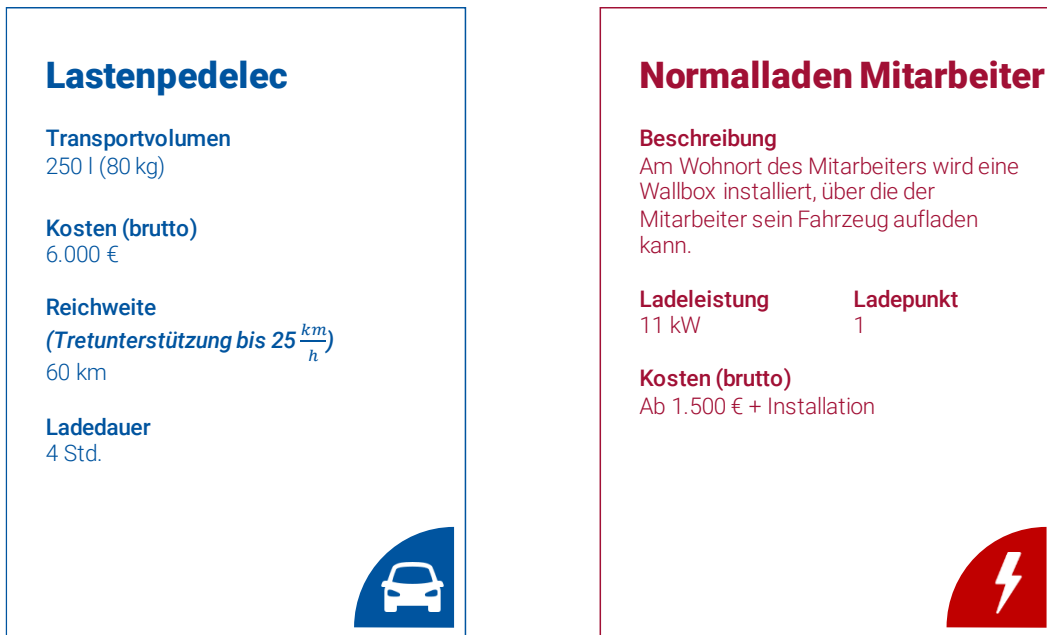 Lastenpedelec
Transportvolumen
250 l (80 kg)
Kosten (brutto)
6.000 €
Reichweite
(Tretunterstützung bis 25 km/h)
60 km
Ladedauer
4 Std.
Normalladen Mitarbeiter
Beschreibung
Am Wohnort des Mitarbeiters wird eine
Wallbox installiert, über die der
Mitarbeiter sein Fahrzeug aufladen
kann.
Ladeleistung Ladepunkt
11 kW 1
Kosten (brutto)
Ab 1.500 € + Installation